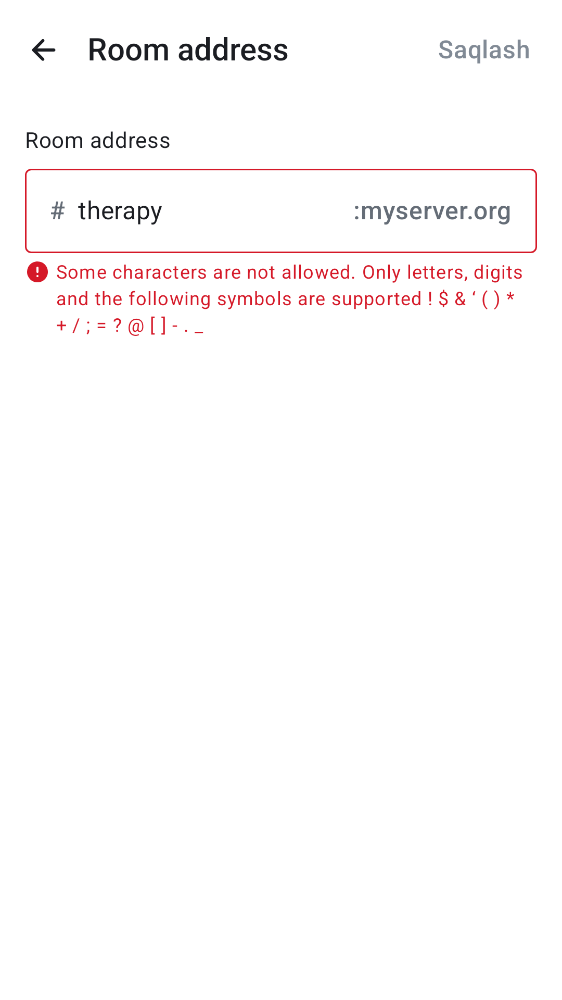 Room address Saqlash
Room address
# therapy :myserver.org
Some characters are not allowed. Only letters, digits
and the following symbols are supported ! $ & ‘ ( ) *
+ / ; = ? @ [ ] - . _